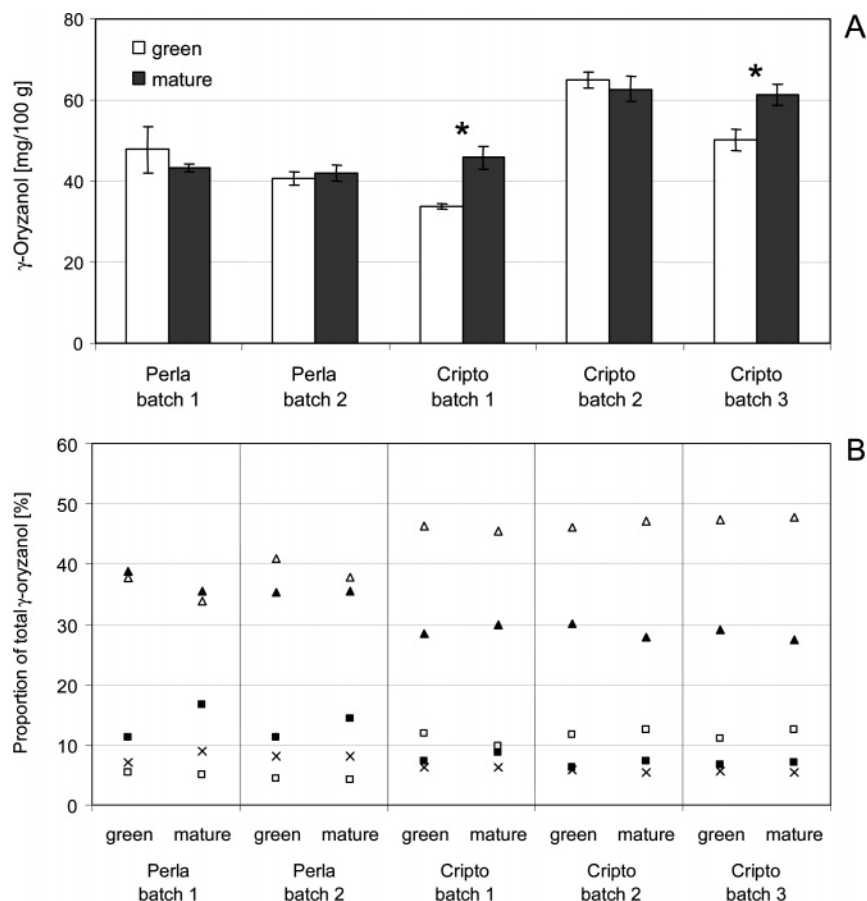 A
γ-Oryzanol [mg/100 g]
80
60
40
20
0
green
mature
*
*
Perla
batch 1
Perla
batch 2
Cripto
batch 1
Cripto
batch 2
Cripto
batch 3
B
Proportion of total γ-oryzanol [%]
60
50
40
30
20
10
0
green mature green mature green mature green mature green mature
Perla
batch 1
Perla
batch 2
Cripto
batch 1
Cripto
batch 2
Cripto
batch 3